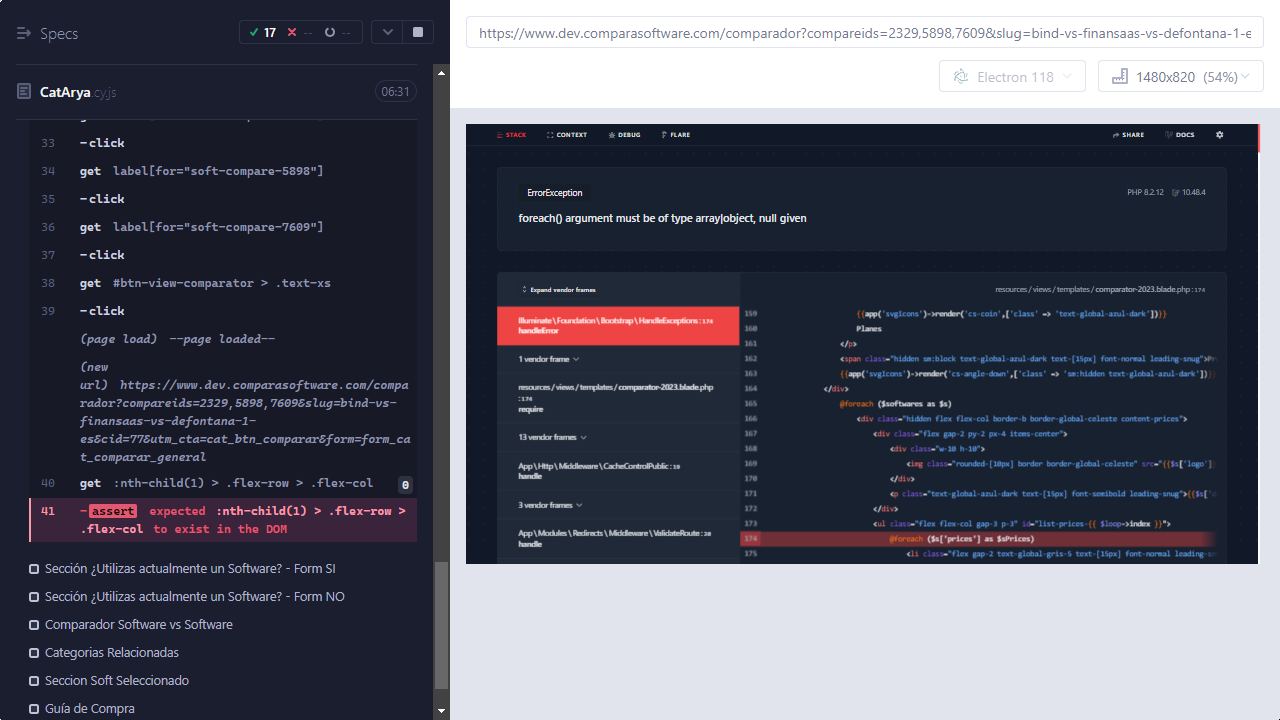 Specs
17
--
--
CatArya.cy.js
06:31
33 -click
34 get label[for="soft-compare-5898"]
35 -click
36 get label[for="soft-compare-7609"]
37 -click
38 get #btn-view-comparator > .text-xs
39 -click
(page load) --page loaded--
(new
url) https://www.dev.comparasoftware.com/compa
rador?compareids=2329,5898,7609&slug=bind-vs-
finansaas-vs-defontana-1-
es&cid=77&utm_cta=cat_btn_comparar&form=form_ca
t_comparar_general
40 get :nth-child(1) > .flex-row > .flex-col 0
41 -assert expected :nth-child(1) > .flex-row >
.flex-col to exist in the DOM
Sección ¿Utilizas actualmente un Software? - Form SI
Sección ¿Utilizas actualmente un Software? - Form NO
Comparador Software vs Software
Categorias Relacionadas
Seccion Soft Seleccionado
Guía de Compra
https://www.dev.comparasoftware.com/comparador?compareids=2329,5898,7609&slug=bind-vs-finansaas-vs-defontana-1-e
Electron 118
1480x820 (54%)
STACK CONTEXT DEBUG FLARE SHARE DOCS
ErrorException
PHP 8.2.12 10.48.4
foreach() argument must be of type array|object, null given
Expand vendor frames
Illuminate\Foundation\Bootstrap\HandleExceptions:174
handleError
1 vendor frame
resources/views/templates/comparator-2023.blade.php
:174
require
13 vendor frames
App\Http\Middleware\CacheControlPublic:19
handle
3 vendor frames
App\Modules\Redirects\Middleware\ValidateRoute:20
handle
resources/views/templates/comparator-2023.blade.php:174
159 {{app('svgIcons')->render('cs-coin',['class' => 'text-global-azul-dark'])}}
160 Planes
161 </p>
162 <span class="hidden sm:block text-global-azul-dark text-[15px] font-normal leading-snug">Pr
163 {{app('svgIcons')->render('cs-angle-down',['class' => 'sm:hidden text-global-azul-dark'])}}
164 </div>
165 @foreach ($softwares as $s)
166 <div class="hidden flex flex-col border-b border-global-celeste content-prices">
167 <div class="flex gap-2 py-2 px-4 items-center">
168 <div class="w-10 h-10">
169 <img class="rounded-[10px] border border-global-celeste" src="{{$s['logo']
170 </div>
171 <p class="text-global-azul-dark text-[15px] font-semibold leading-snug">{{$s['
172 </div>
173 <ul class="flex flex-col gap-3 p-3" id="list-prices-{{ $loop->index }}">
174 @foreach ($s['prices'] as $sPrices)
175 <li class="flex gap-2 text-global-gris-5 text-[15px] font-normal leading-sn